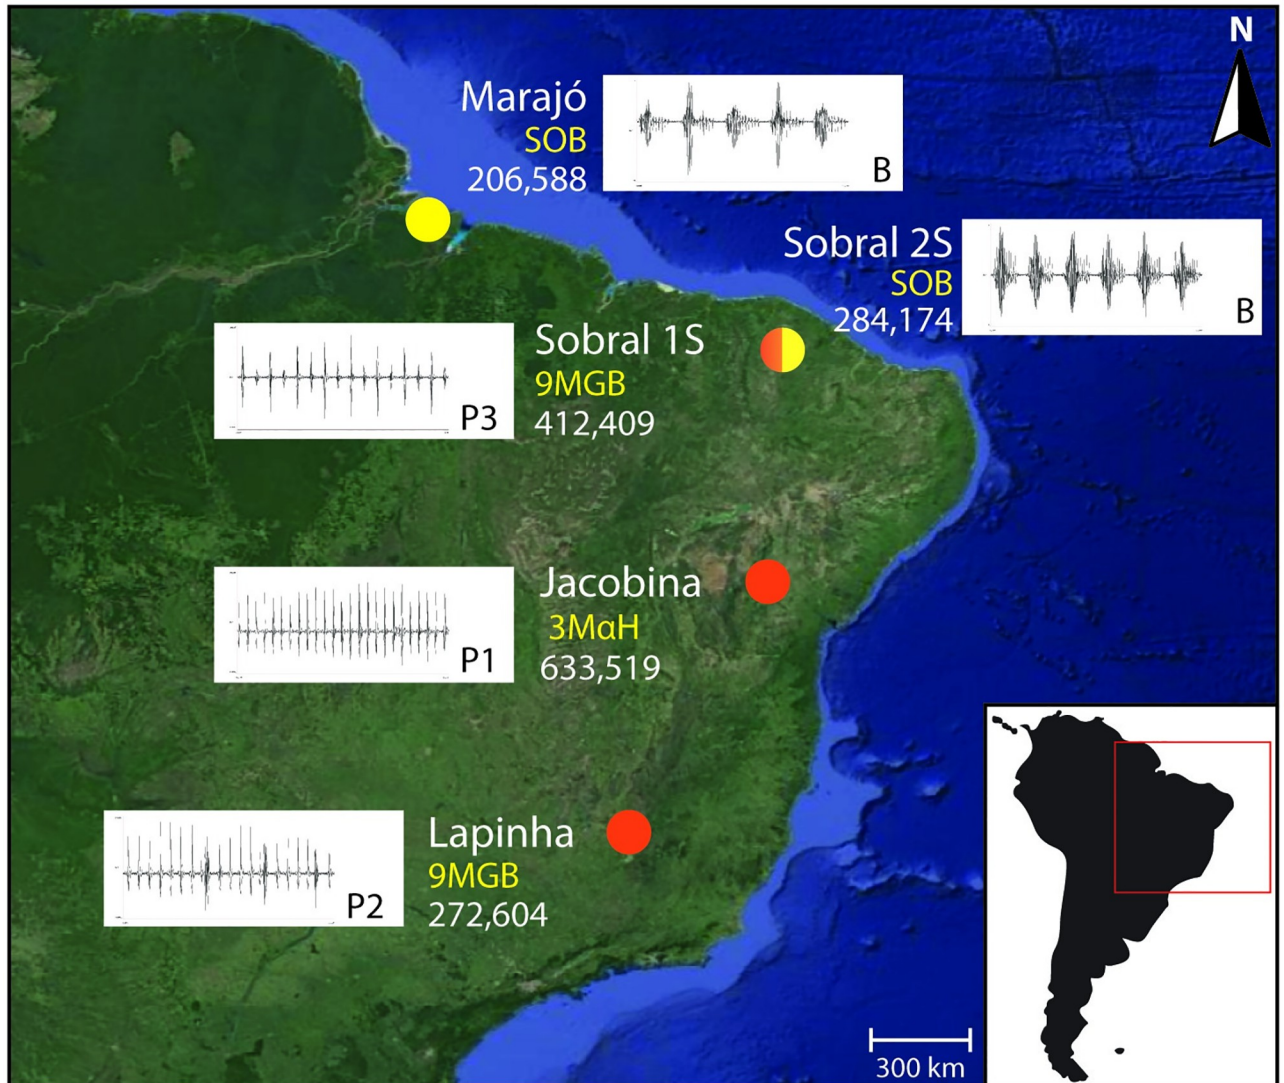 N
Marajó
SOB
206,588
B
Sobral 2S
SOB
284,174
B
Sobral 1S
9MGB
412,409
P3
Jacobina
3MαH
633,519
P1
Lapinha
9MGB
272,604
P2
300 km